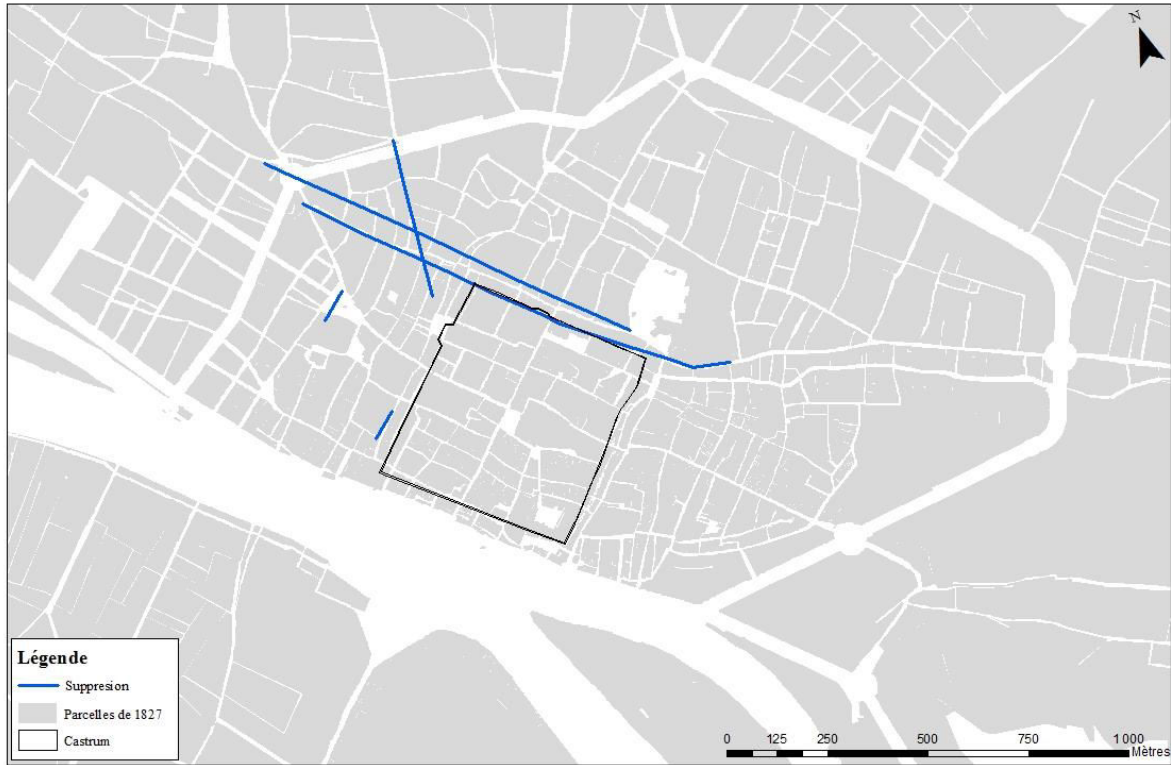 N
Légende
Suppresion
Parcelles de 1827
Castrum
0 125 250 500 750 1 000
Mètres